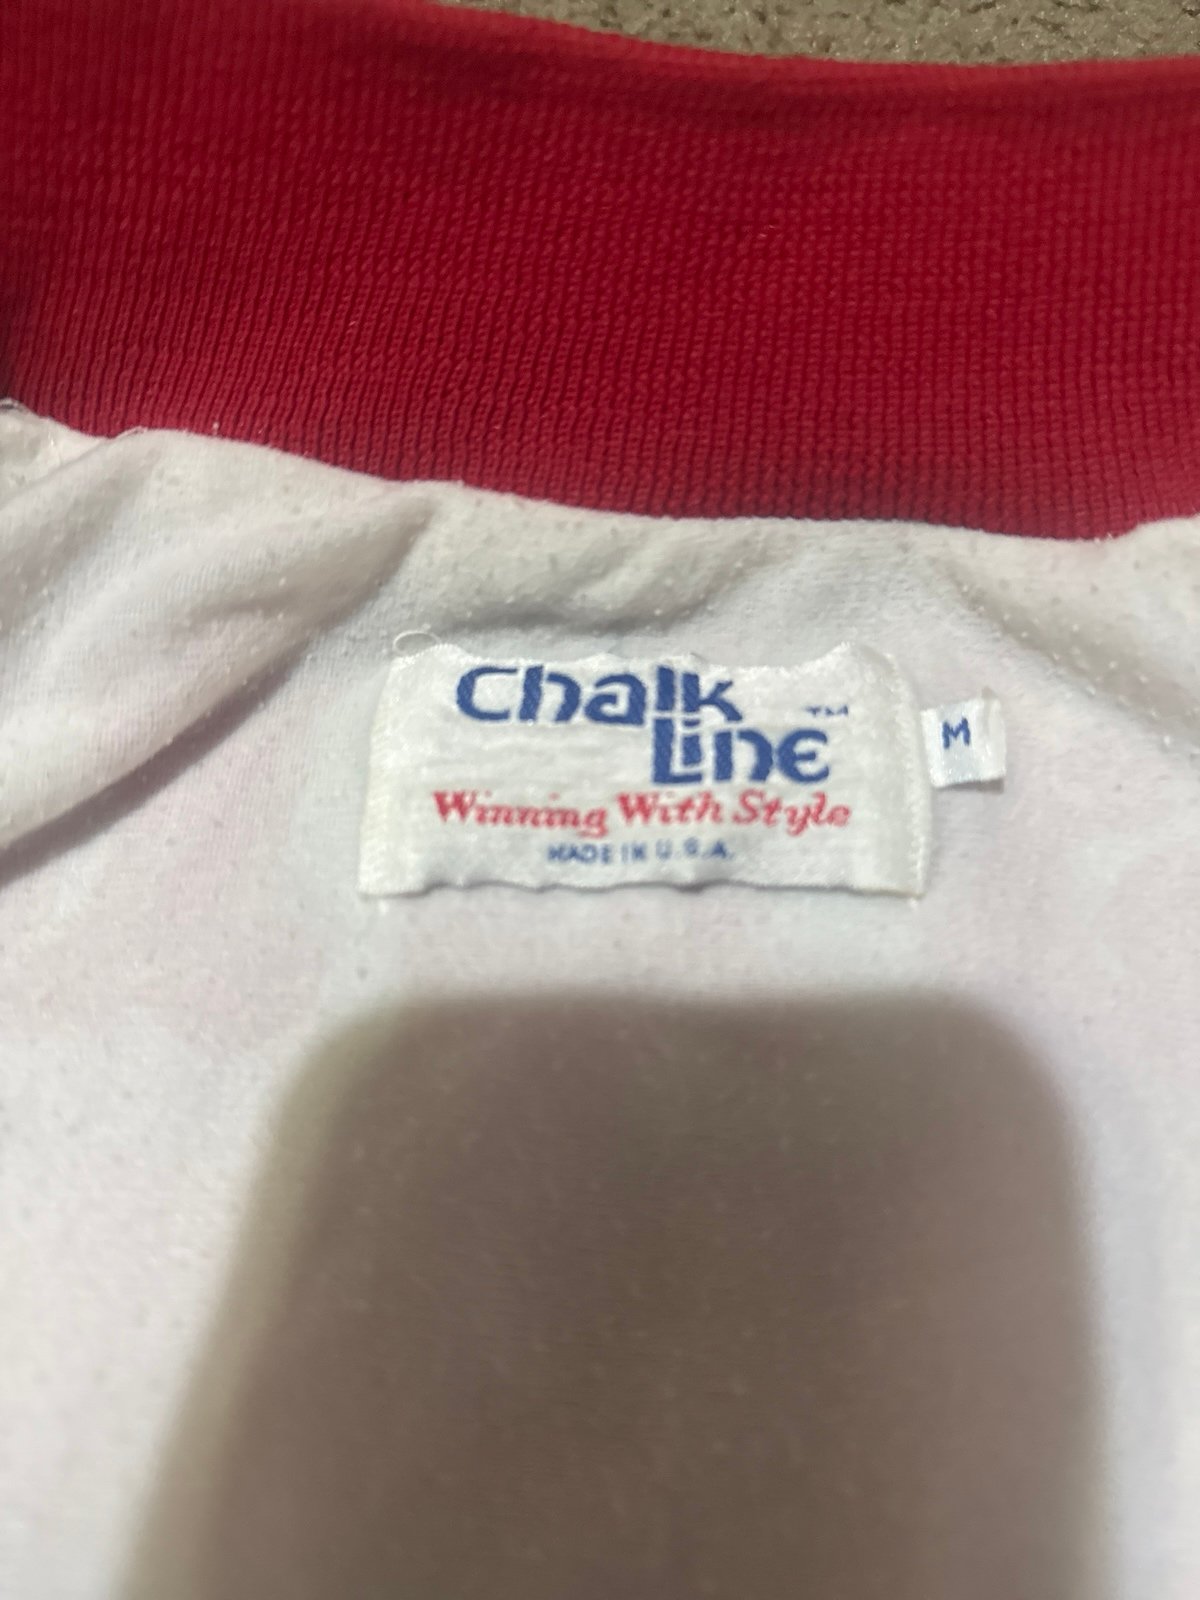 Chalk
Line™
Winning With Style
MADE IN U.S.A.
M